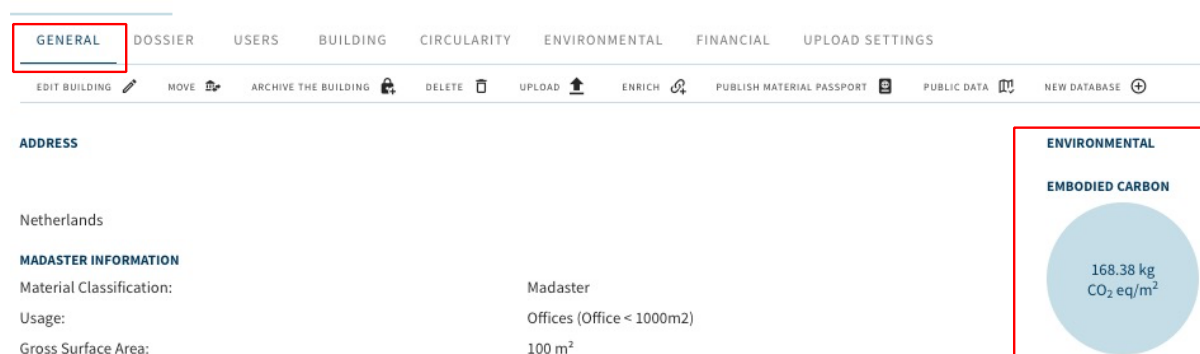 GENERAL DOSSIER USERS BUILDING CIRCULARITY ENVIRONMENTAL FINANCIAL UPLOAD SETTINGS
EDIT BUILDING MOVE ARCHIVE THE BUILDING DELETE UPLOAD ENRICH PUBLISH MATERIAL PASSPORT PUBLIC DATA NEW DATABASE
ADDRESS
Netherlands
MADASTER INFORMATION
Material Classification: Madaster
Usage: Offices (Office < 1000m2)
Gross Surface Area: 100 m²
ENVIRONMENTAL
EMBODIED CARBON
168.38 kg
CO₂ eq/m²